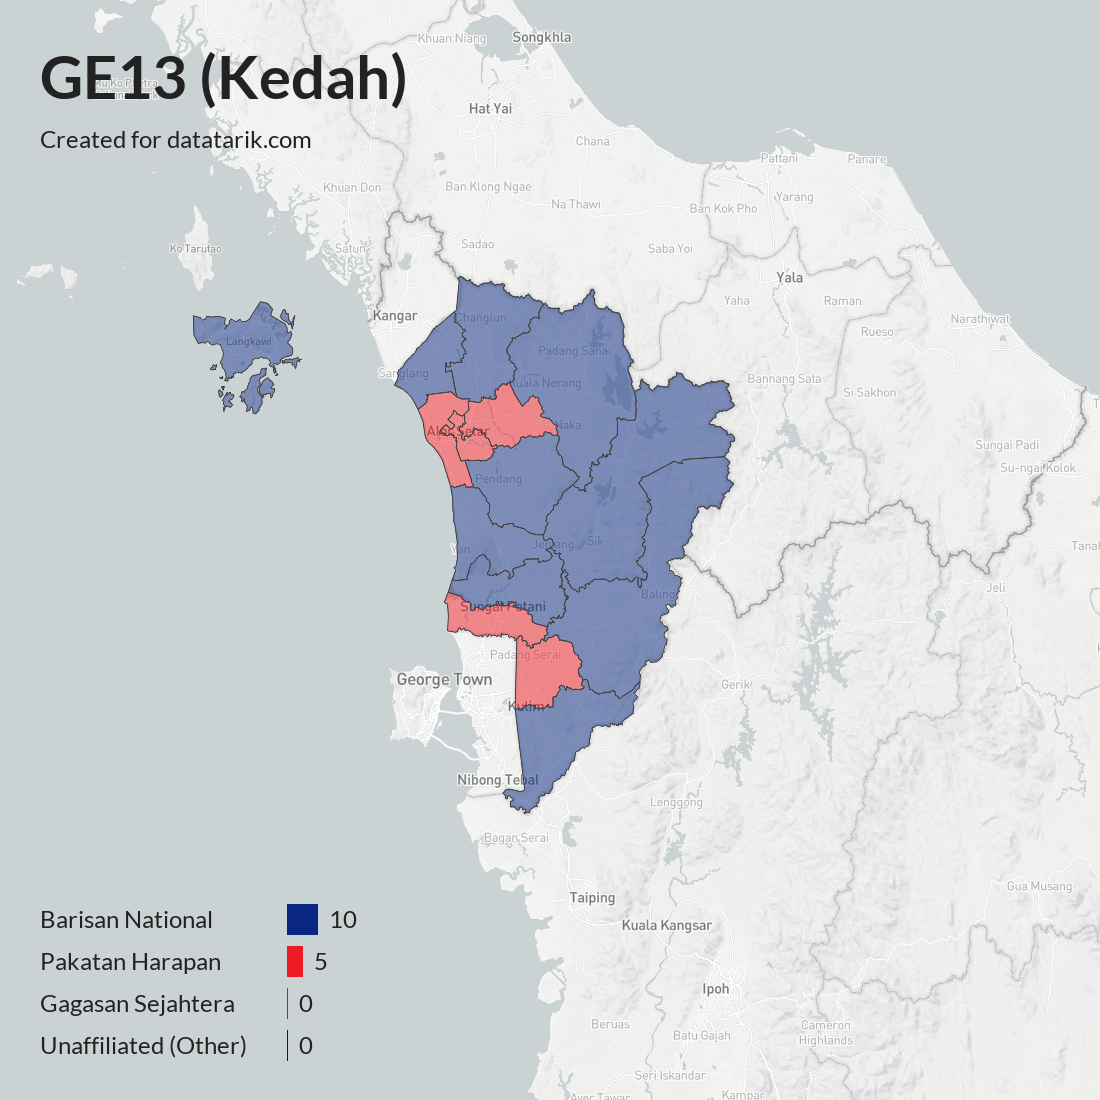 GE13 (Kedah)
Created for datatarik.com
Khuan Niang
Songkhla
Hat Yai
Chana
Pattani
Panare
Khuan Don
Ban Klong Ngae
Na Thawi
Ban Kok Pho
Yarang
Ko Tarutao
Satun
Sadao
Saba Yoi
Yala
Kangar
Changlun
Yaha
Raman
Narathiwat
Rueso
Langkawi
Padang Sanai
Sanglang
Kuala Nerang
Bannang Sata
Si Sakhon
Alor Setar
Naka
Sungai Padi
Su-ngai Kolok
Pendang
Yan
Jeniang
Sik
Tanah
Baling
Jeli
Sungai Petani
Padang Serai
George Town
Gerik
Kulim
Nibong Tebal
Lenggong
Bagan Serai
Taiping
Gua Musang
Kuala Kangsar
Barisan National 10
Pakatan Harapan 5
Gagasan Sejahtera 0
Unaffiliated (Other) 0
Ipoh
Beruas
Batu Gajah
Cameron
Highlands
Seri Iskandar
Ayer Tawar
Kampar